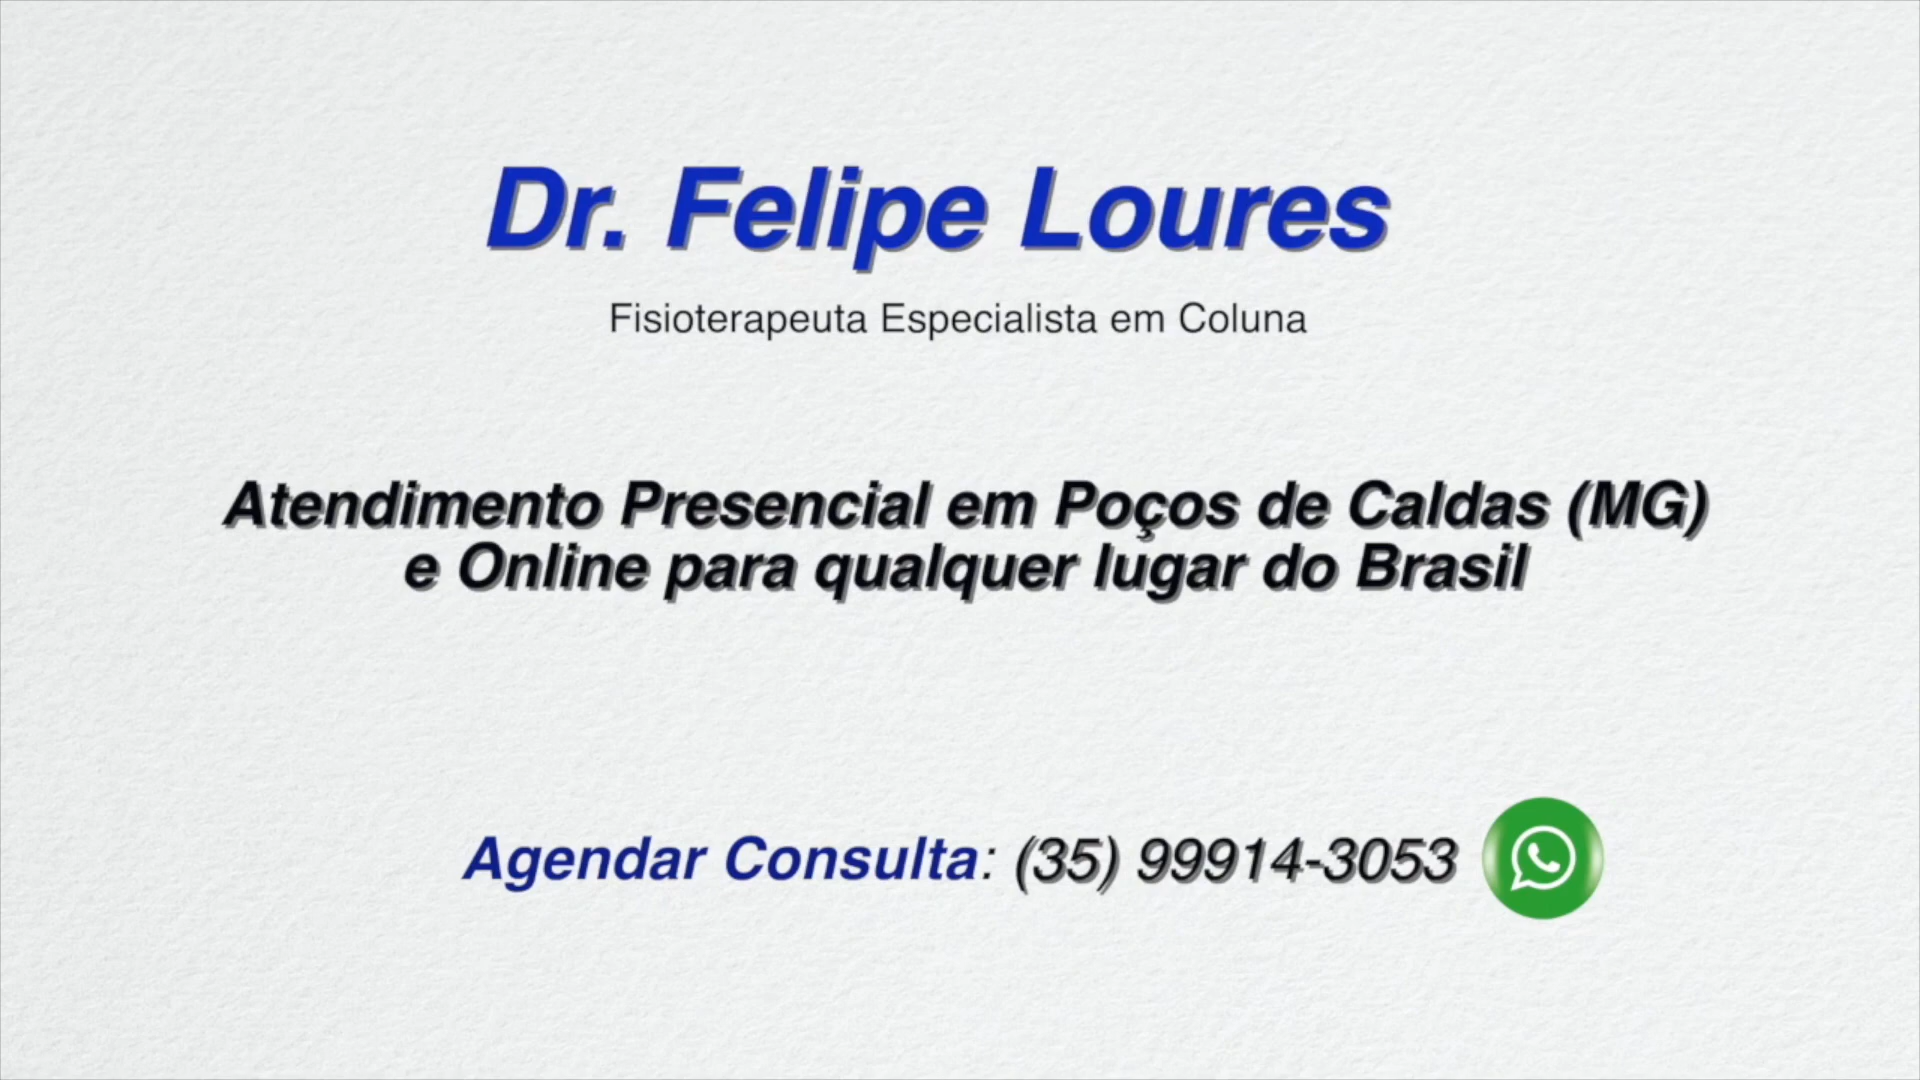 Dr. Felipe Loures
Fisioterapeuta Especialista em Coluna
Atendimento Presencial em Poços de Caldas (MG)
e Online para qualquer lugar do Brasil
Agendar Consulta: (35) 99914-3053